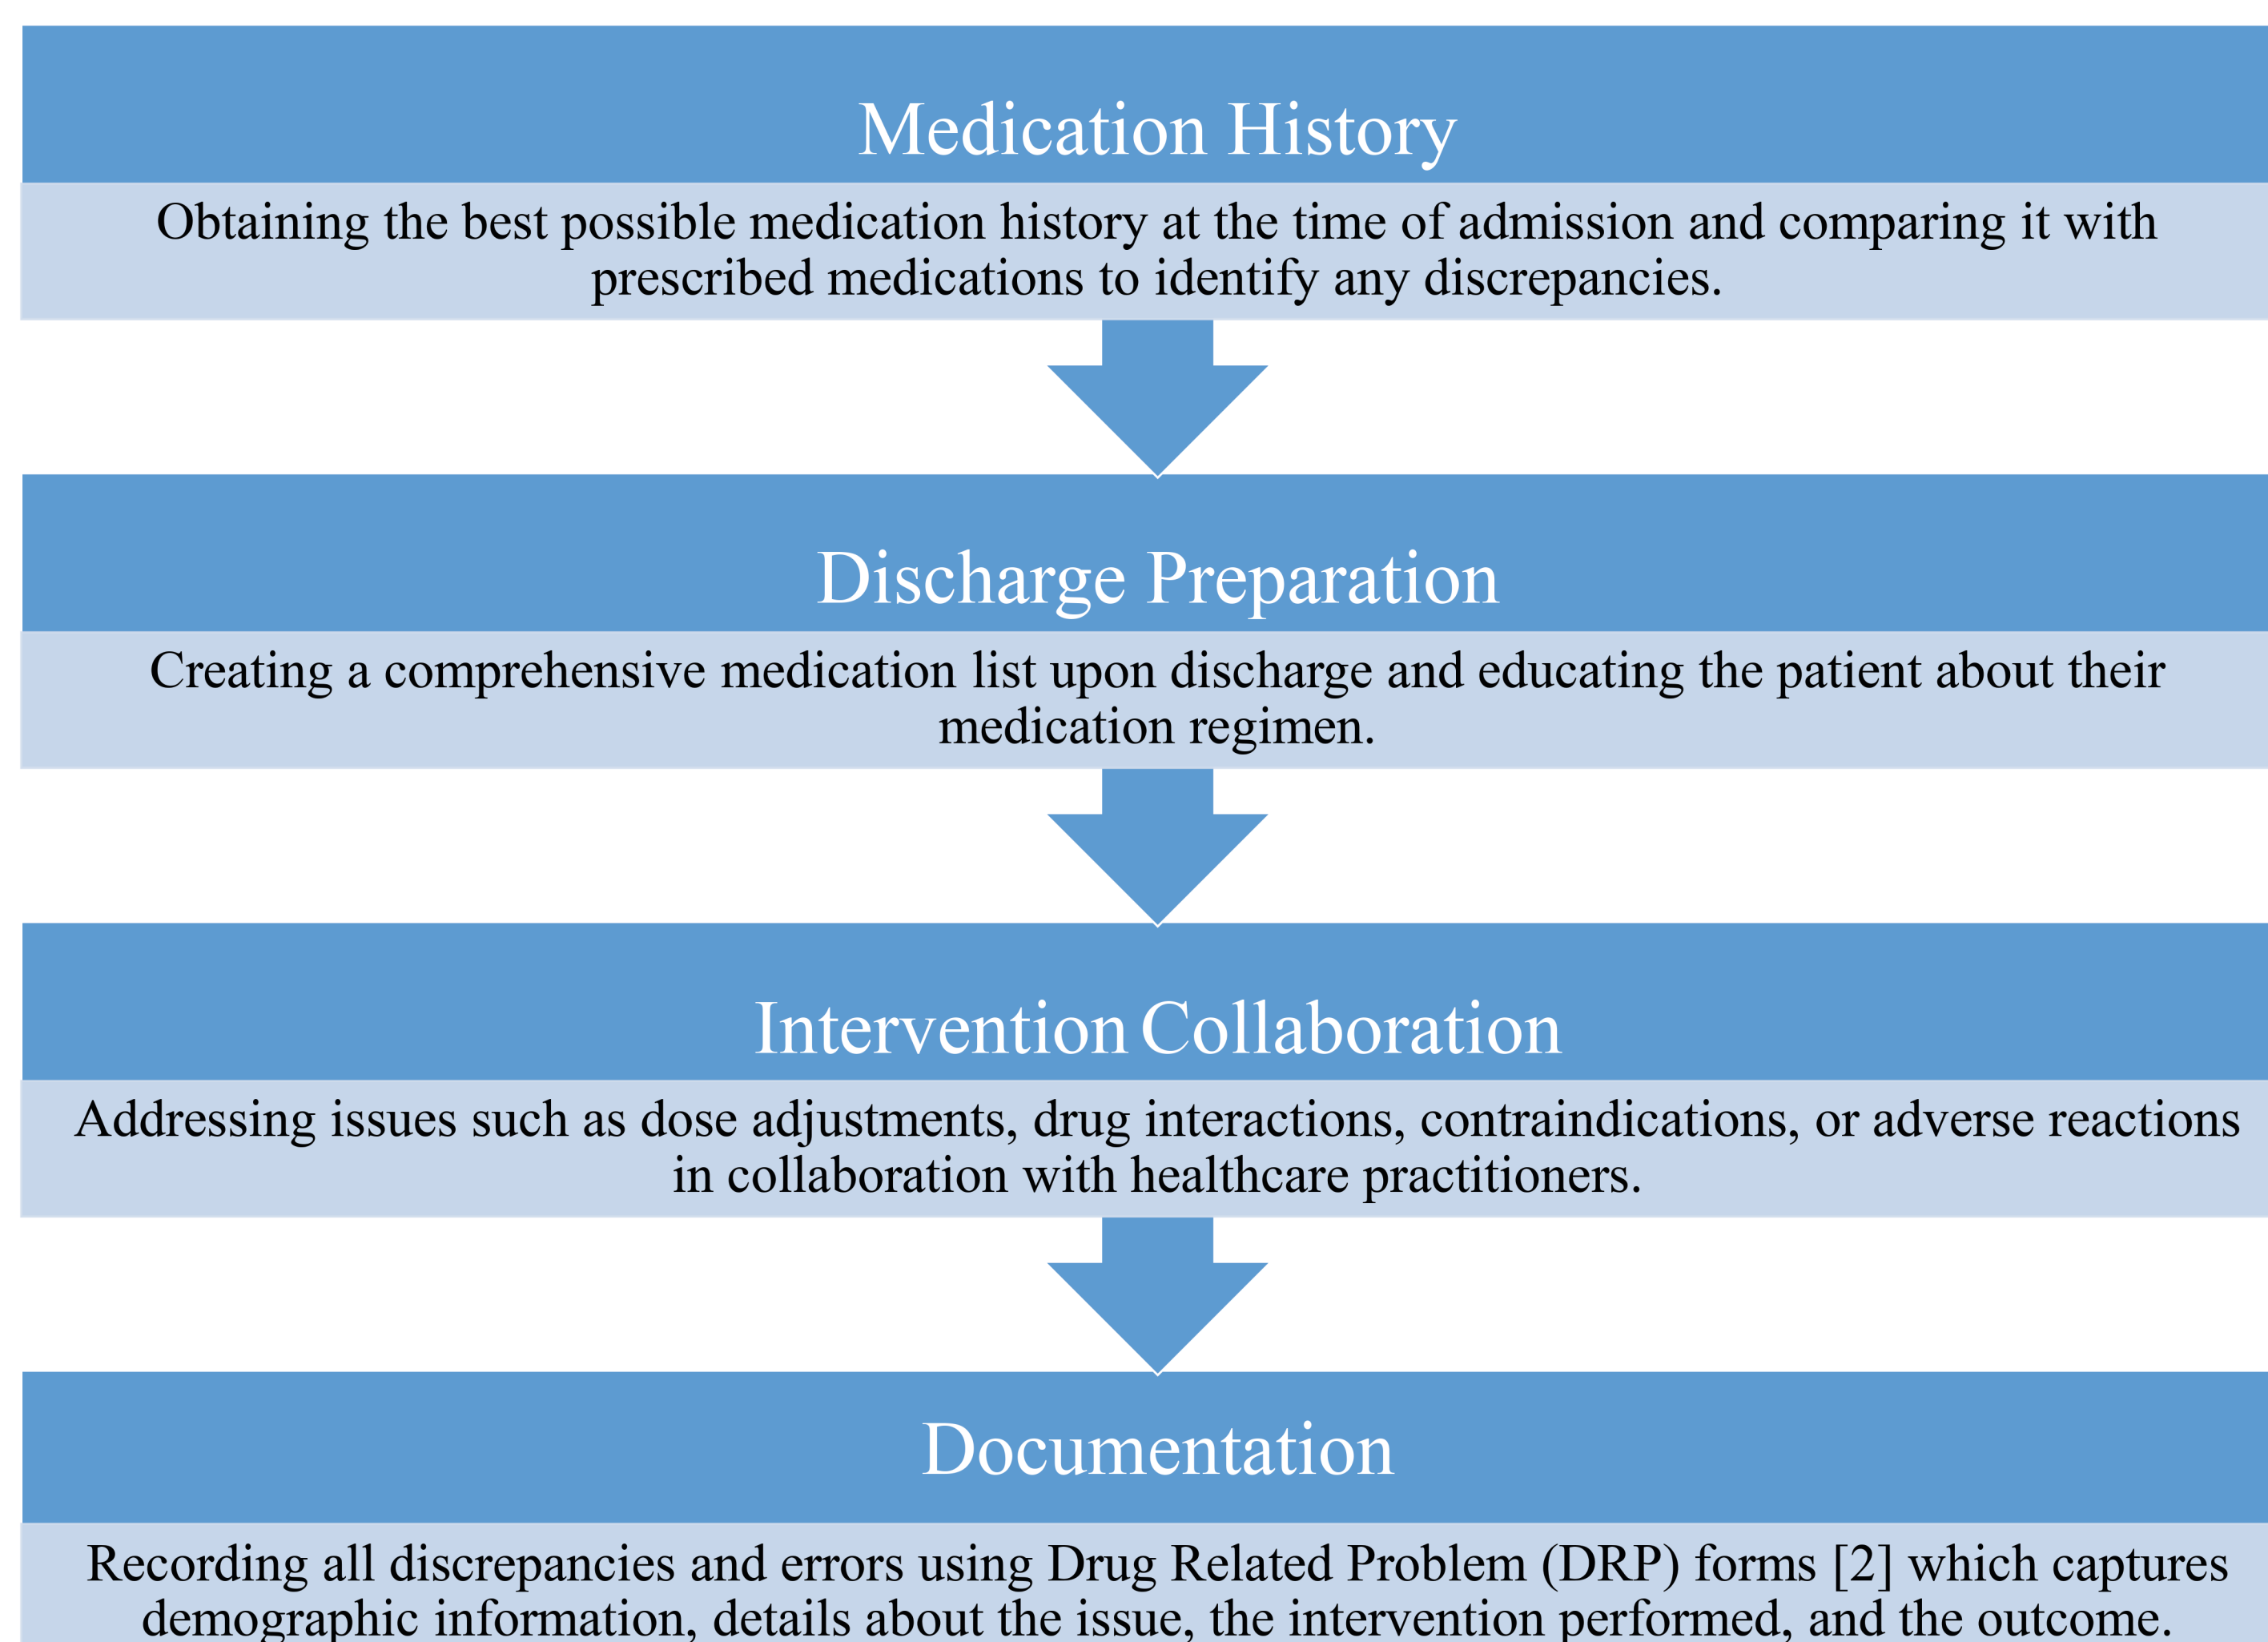 Medication History
Obtaining the best possible medication history at the time of admission and comparing it with
prescribed medications to identify any discrepancies.
Discharge Preparation
Creating a comprehensive medication list upon discharge and educating the patient about their
medication regimen.
Intervention Collaboration
Addressing issues such as dose adjustments, drug interactions, contraindications, or adverse reactions
in collaboration with healthcare practitioners.
Documentation
Recording all discrepancies and errors using Drug Related Problem (DRP) forms [2] which captures
demographic information, details about the issue, the intervention performed, and the outcome.